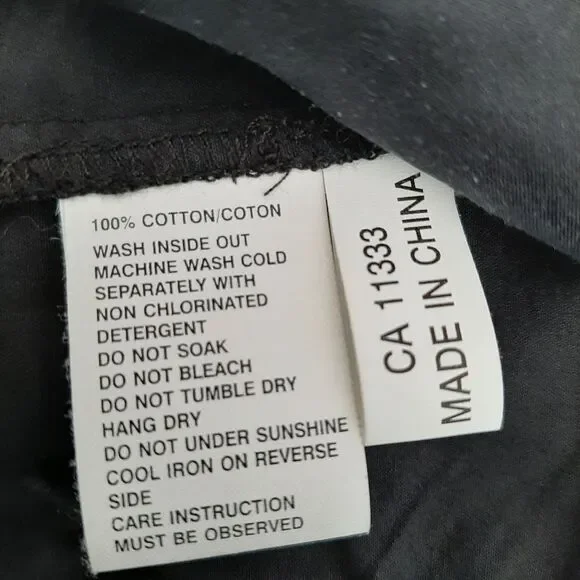 100% COTTON/COTON
WASH INSIDE OUT
MACHINE WASH COLD
SEPARATELY WITH
NON CHLORINATED
DETERGENT
DO NOT SOAK
DO NOT BLEACH
DO NOT TUMBLE DRY
HANG DRY
DO NOT UNDER SUNSHINE
COOL IRON ON REVERSE
SIDE
CARE INSTRUCTION
MUST BE OBSERVED
CA 11333
MADE IN CHINA